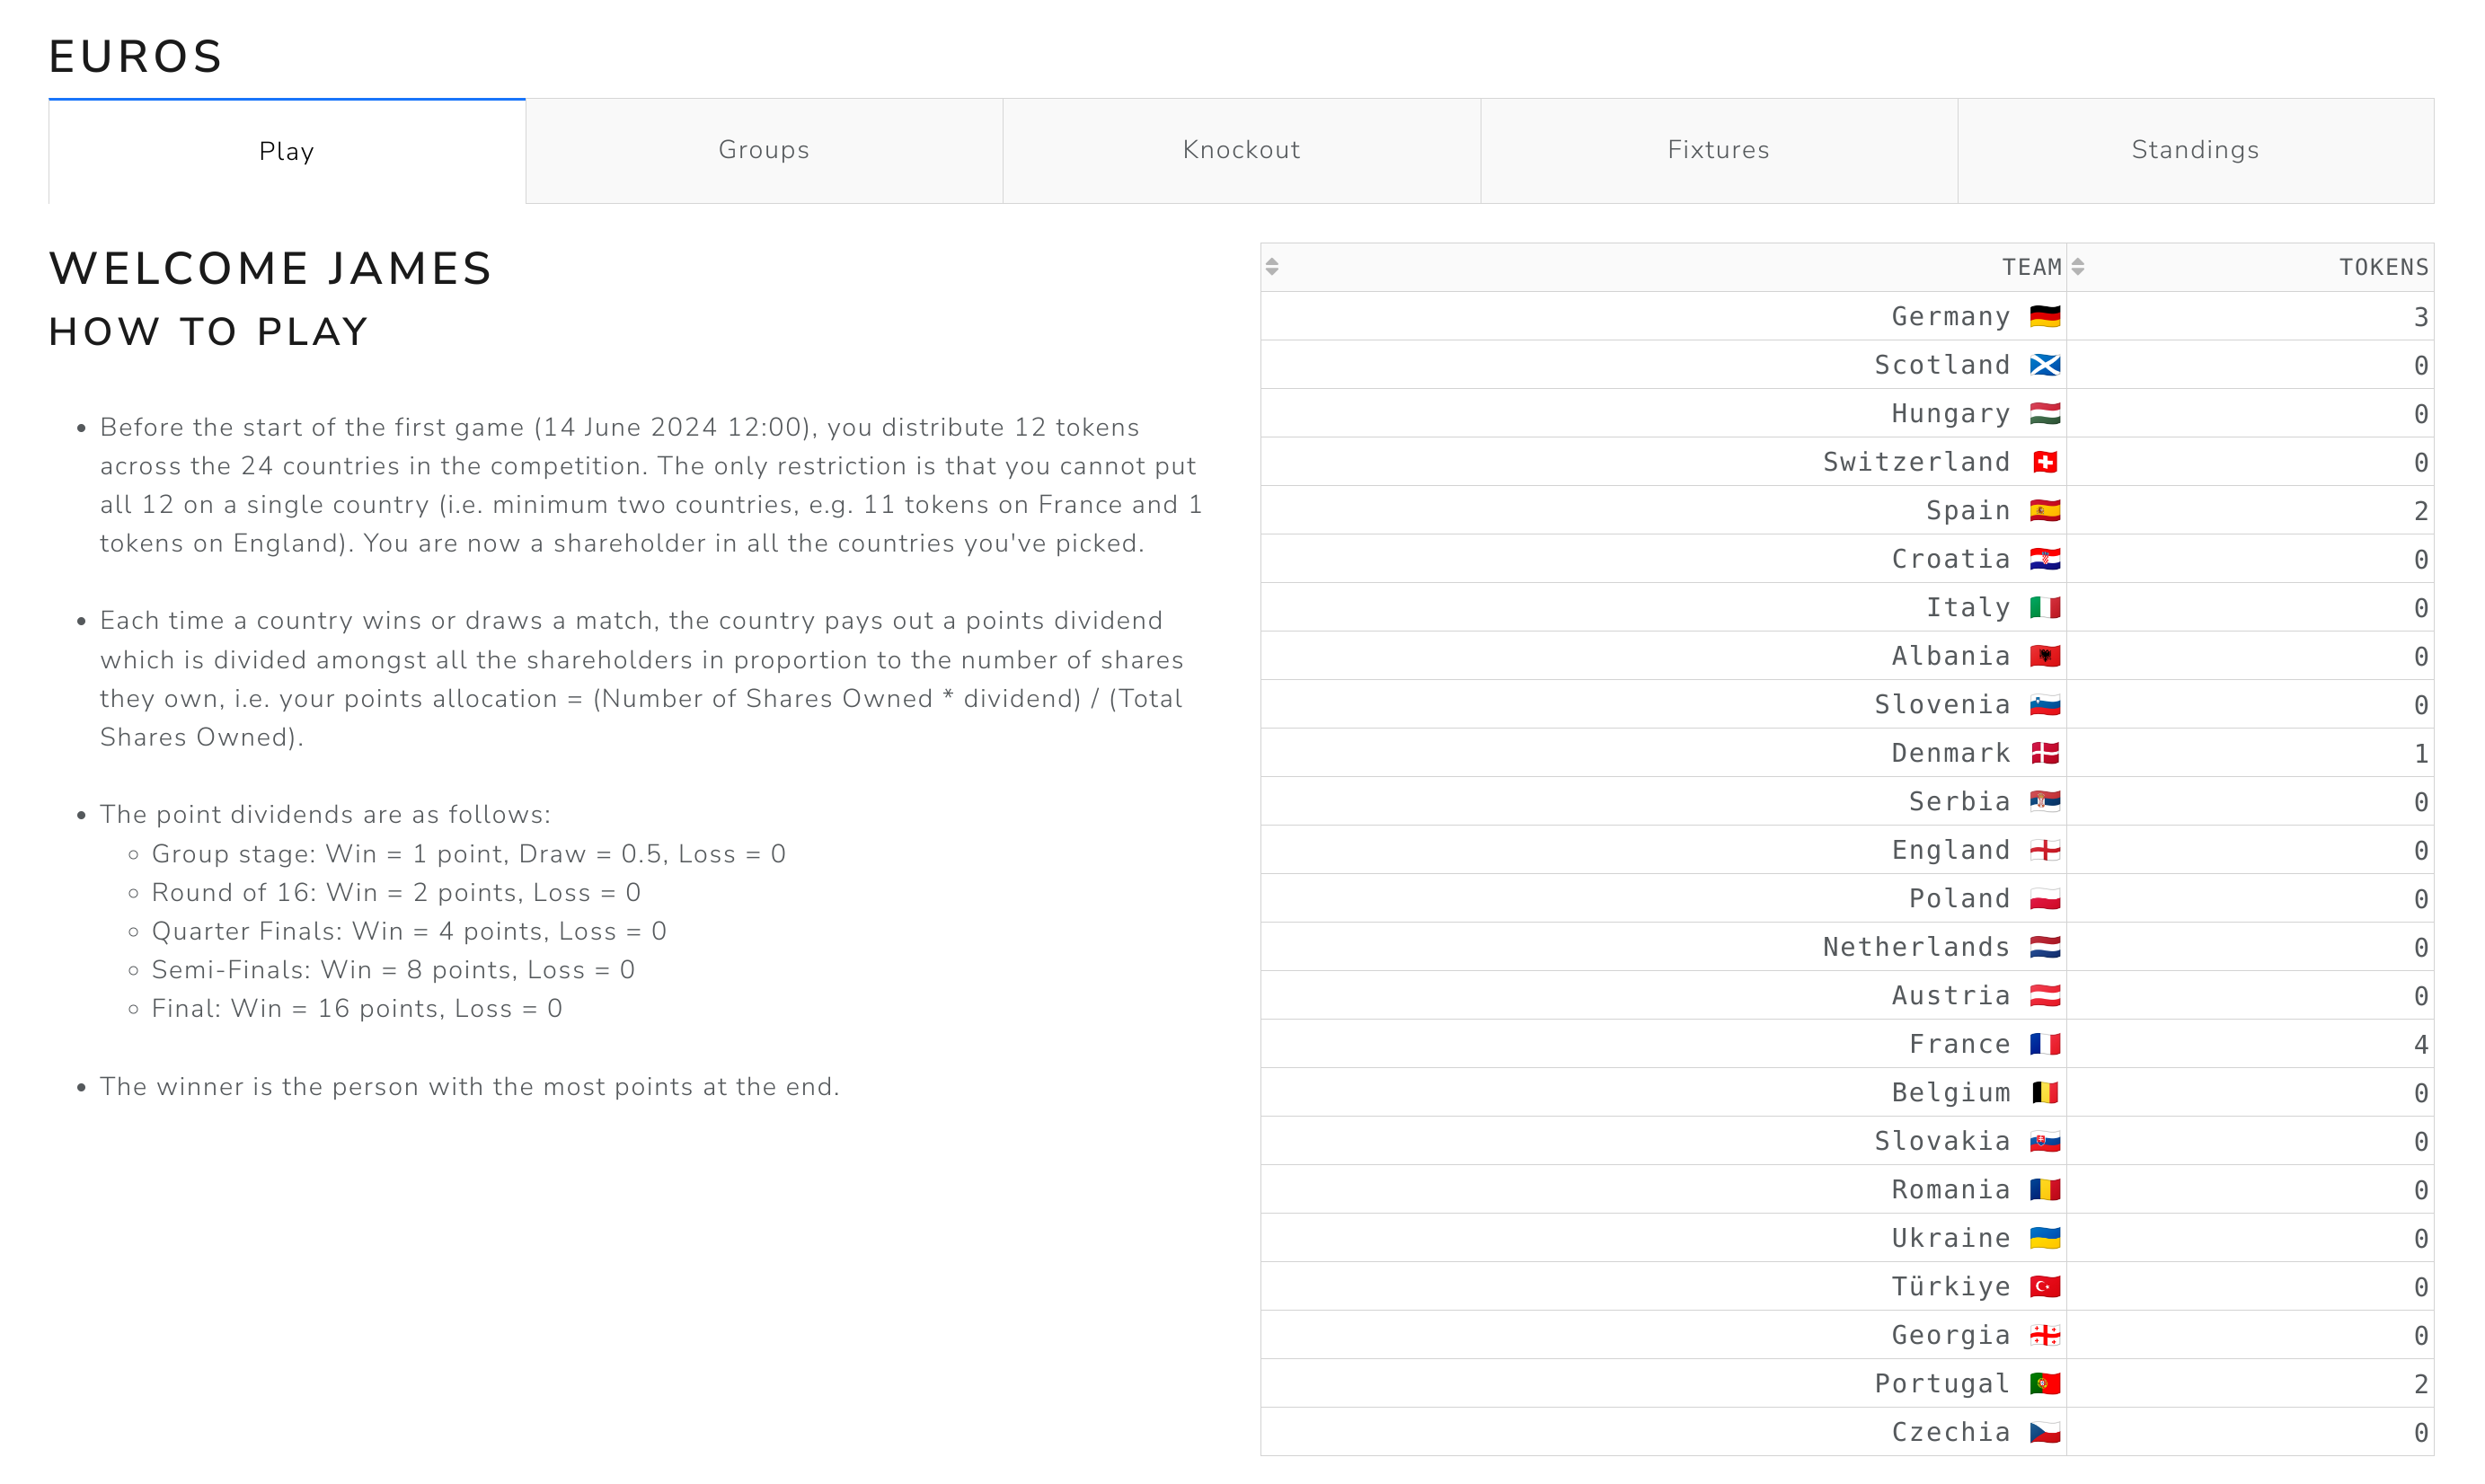 EUROS
Play
Groups
Knockout
Fixtures
Standings
WELCOME JAMES
HOW TO PLAY
Before the start of the first game (14 June 2024 12:00), you distribute 12 tokens
across the 24 countries in the competition. The only restriction is that you cannot put
all 12 on a single country (i.e. minimum two countries, e.g. 11 tokens on France and 1
tokens on England). You are now a shareholder in all the countries you've picked.
Each time a country wins or draws a match, the country pays out a points dividend
which is divided amongst all the shareholders in proportion to the number of shares
they own, i.e. your points allocation = (Number of Shares Owned * dividend) / (Total
Shares Owned).
The point dividends are as follows:
Group stage: Win = 1 point, Draw = 0.5, Loss = 0
Round of 16: Win = 2 points, Loss = 0
Quarter Finals: Win = 4 points, Loss = 0
Semi-Finals: Win = 8 points, Loss = 0
Final: Win = 16 points, Loss = 0
The winner is the person with the most points at the end.
TEAM TOKENS
Germany 3
Scotland 0
Hungary 0
Switzerland 0
Spain 2
Croatia 0
Italy 0
Albania 0
Slovenia 0
Denmark 1
Serbia 0
England 0
Poland 0
Netherlands 0
Austria 0
France 4
Belgium 0
Slovakia 0
Romania 0
Ukraine 0
Türkiye 0
Georgia 0
Portugal 2
Czechia 0